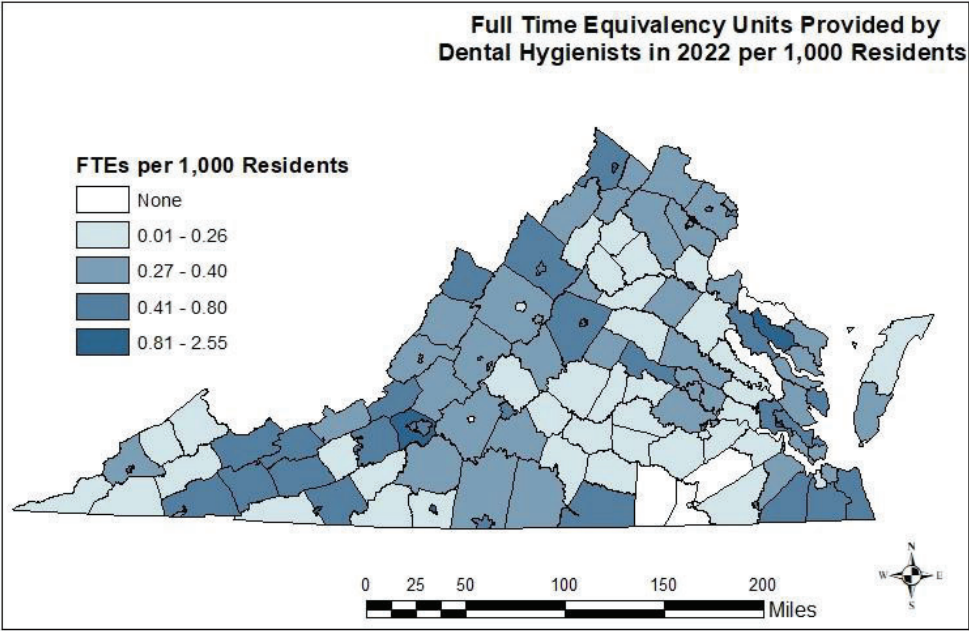 Full Time Equivalency Units Provided by
Dental Hygienists in 2022 per 1,000 Residents
FTEs per 1,000 Residents
None
0.01 - 0.26
0.27 - 0.40
0.41 - 0.80
0.81 - 2.55
N
W E
S
0 25 50 100 150 200
Miles